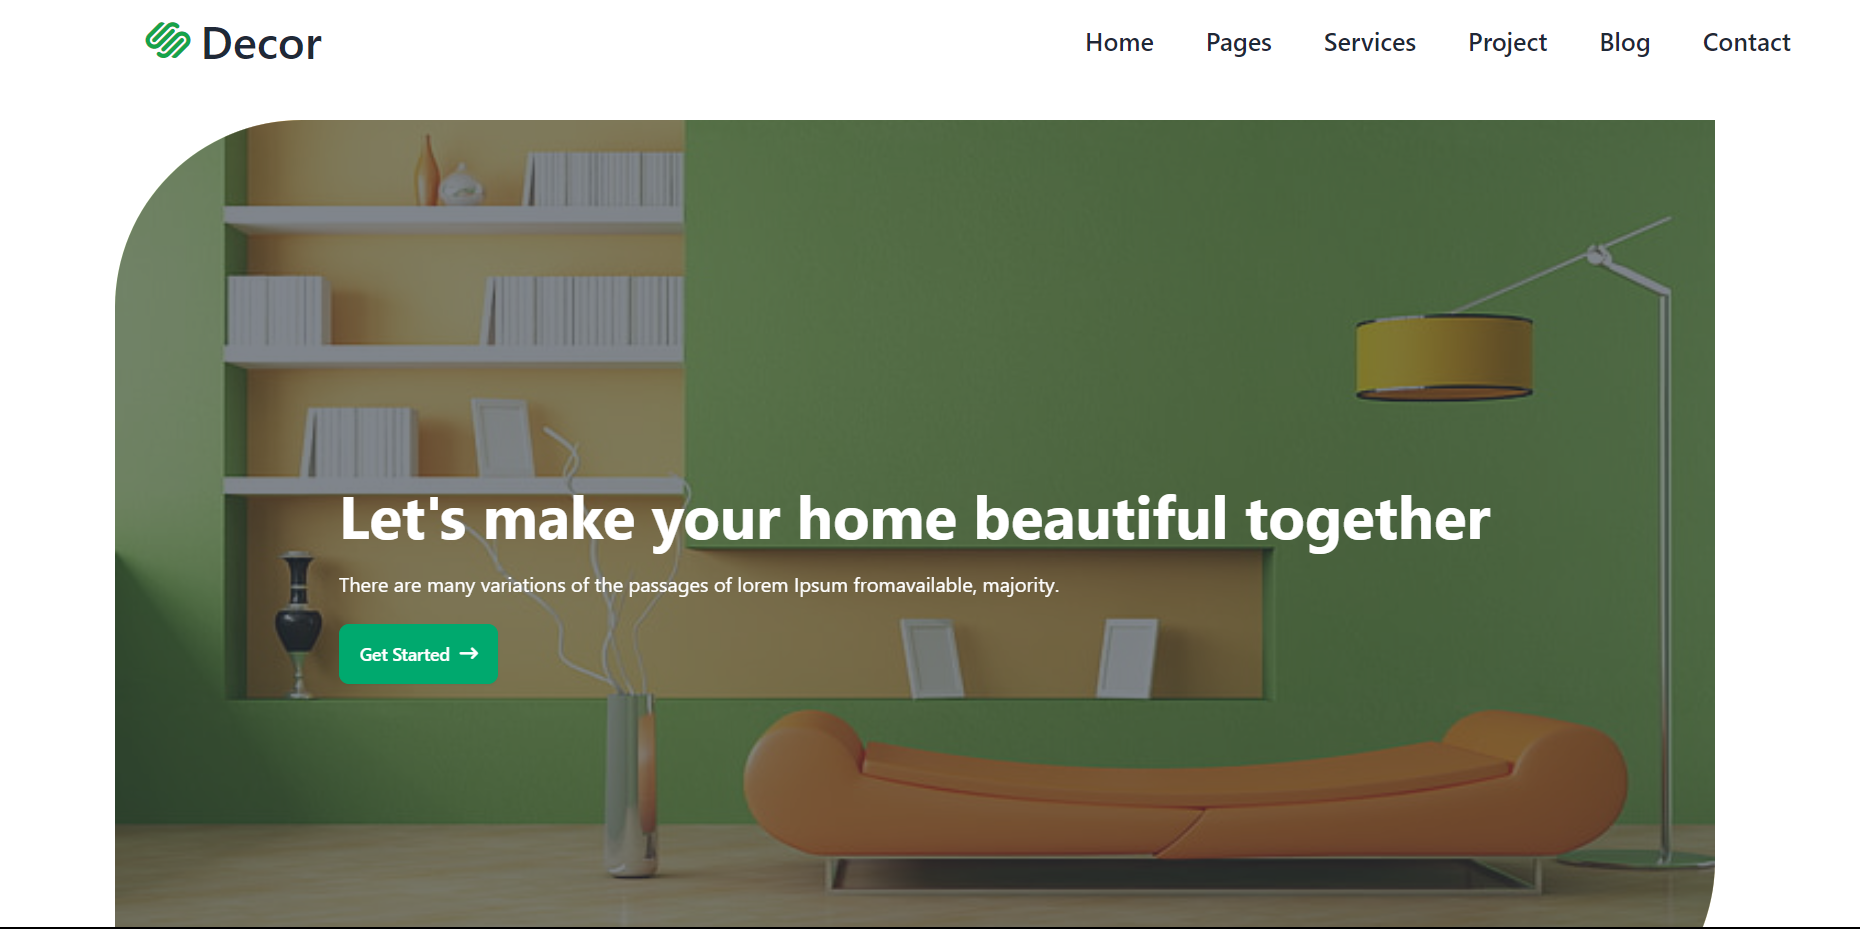 Decor
Home Pages Services Project Blog Contact
Let's make your home beautiful together
There are many variations of the passages of lorem Ipsum fromavailable, majority.
Get Started →